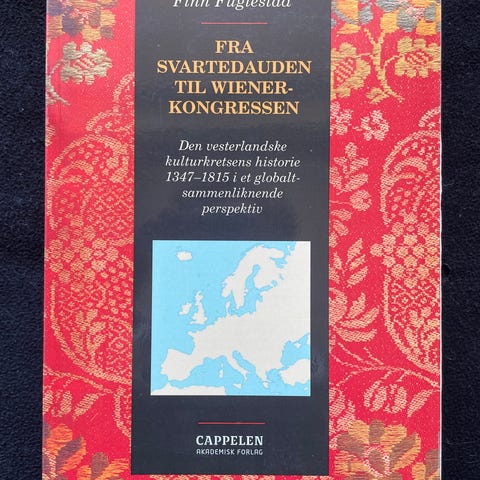 Finn Fuglestad
FRA
SVARTEDAUDEN
TIL WIENER-
KONGRESSEN
Den vesterlandske
kulturkretsens historie
1347–1815 i et globalt-
sammenliknende
perspektiv
CAPPELEN
AKADEMISK FORLAG